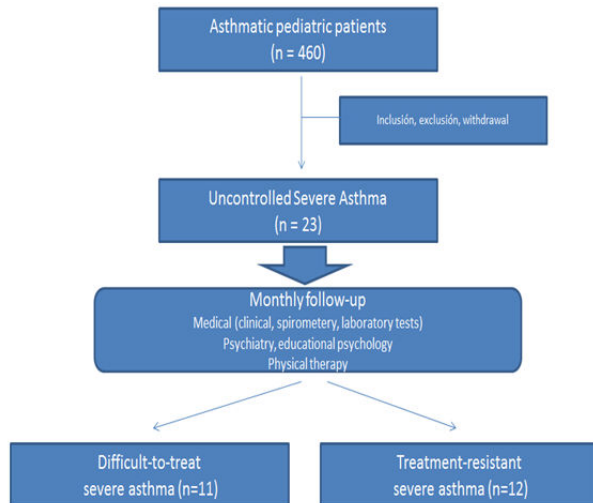 Asthmatic pediatric patients
(n = 460)
Inclusión, exclusión, withdrawal
Uncontrolled Severe Asthma
(n = 23)
Monthly follow-up
Medical (clinical, spirometery, laboratory tests)
Psychiatry, educational psychology
Physical therapy
Difficult-to-treat
severe asthma (n=11)
Treatment-resistant
severe asthma (n=12)